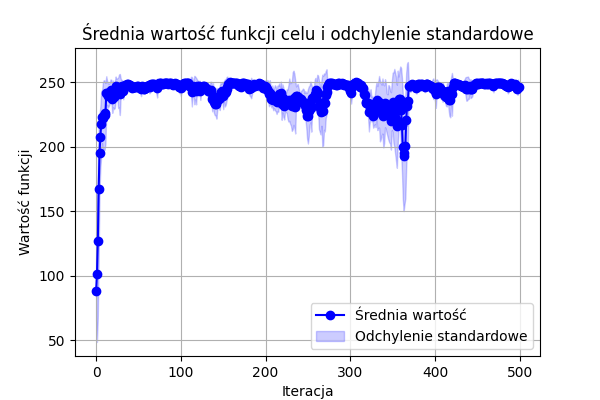 Średnia wartość funkcji celu i odchylenie standardowe
Wartość funkcji
250
200
150
100
50
0 100 200 300 400 500
Iteracja
Średnia wartość
Odchylenie standardowe